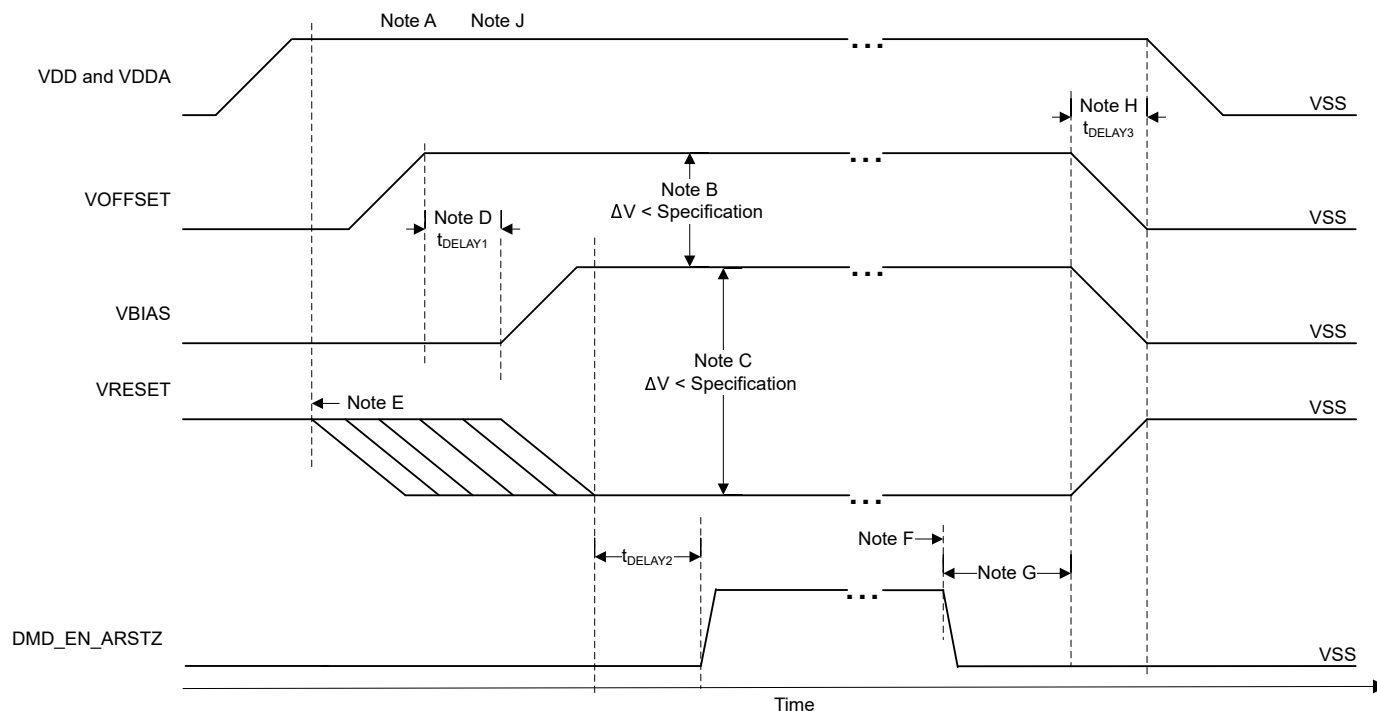 Note A Note J
VDD and VDDA
...
VSS
Note H
tDELAY3
VOFFSET
...
Note B
ΔV < Specification
Note D
tDELAY1
VSS
VBIAS
...
VSS
Note C
ΔV < Specification
VRESET
Note E
VSS
...
Note F
tDELAY2
Note G
...
DMD_EN_ARSTZ
VSS
Time